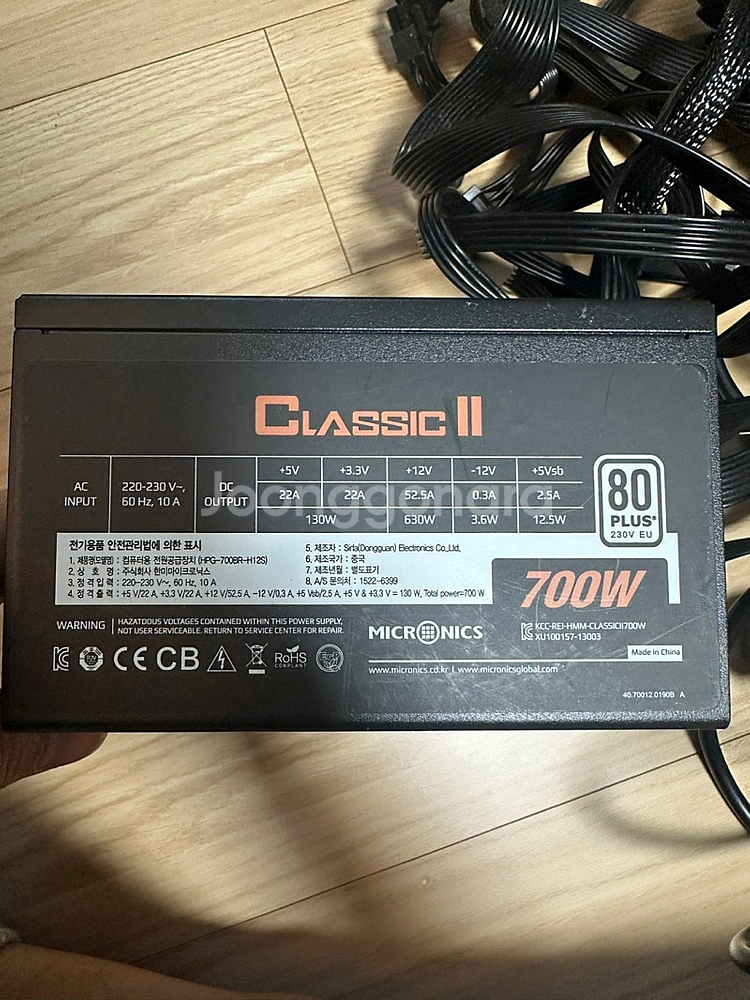 CLASSIC II
AC INPUT
220-230 V~, 60 Hz, 10 A
DC OUTPUT
+5V +3.3V +12V -12V +5Vsb
22A 22A 52.5A 0.3A 2.5A
130W 630W 3.6W 12.5W
80 PLUS® 230V EU
Joonggonara
전기용품 안전관리법에 의한 표시
1. 제품명(모델명) : 컴퓨터용 전원공급장치 (HPG-700BR-H12S)
2. 상 호 명 : 주식회사 한미마이크로닉스
3. 정 격 입 력 : 220-230 V~, 60 Hz, 10 A
4. 정 격 출 력 : +5 V/22 A, +3.3 V/22 A, +12 V/52.5 A, -12 V/0.3 A, +5 Vsb/2.5 A, +5 V & +3.3 V = 130 W, Total power=700 W
5. 제조자 : Sirfa(Dongguan) Electronics Co.,Ltd.
6. 제조국가 : 중국
7. 제조년월 : 별도표기
8. A/S 문의처 : 1522-6399
700W
WARNING
HAZATDOUS VOLTAGES CONTAINED WITHIN THIS POWER SUPPLY,
NOT USER SERVICEABLE. RETURN TO SERVICE CENTER FOR REPAIR.
MICRONICS
KCC-REI-HMM-CLASSICII700W
XU100157-13003
Made in China
CE CB
RoHS
COMPLIANT
www.micronics.co.kr | www.micronicsglobal.com
40.70012.0190B A